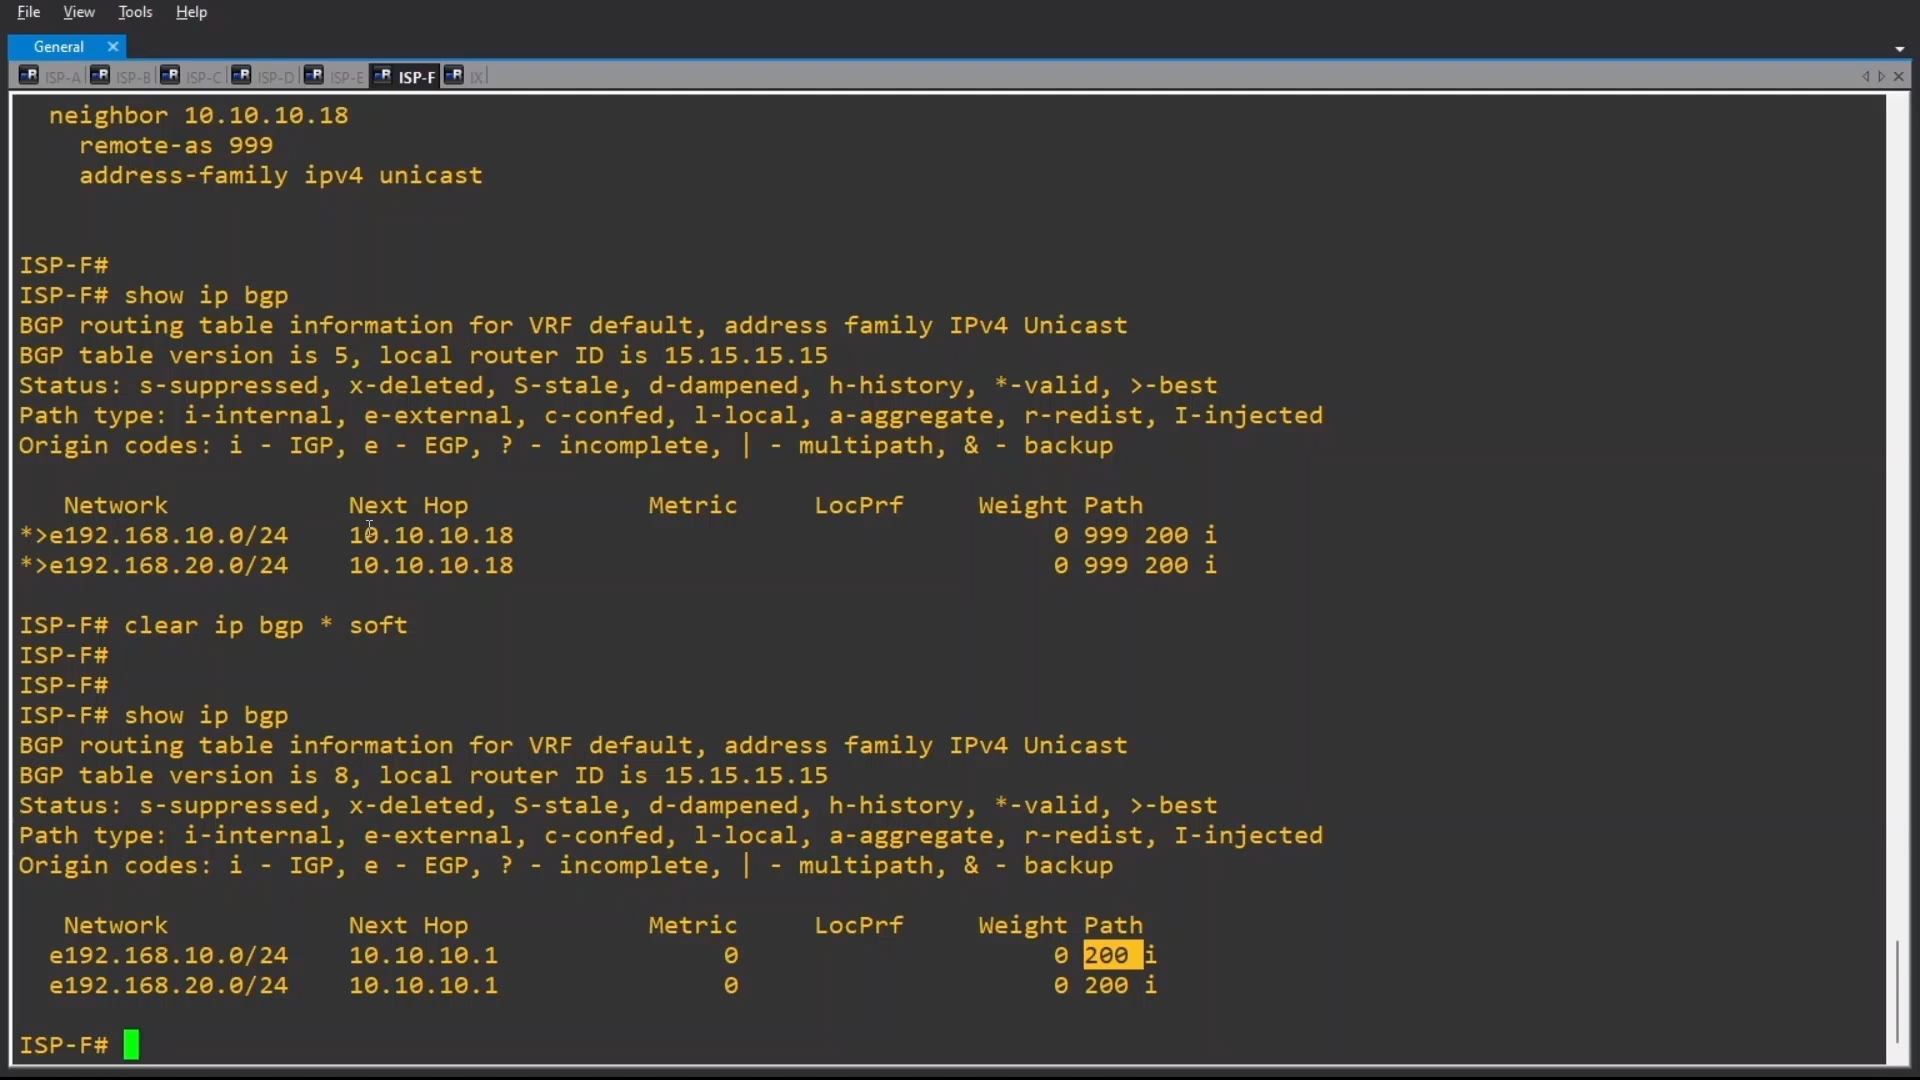 File View Tools Help
General
ISP-A ISP-B ISP-C ISP-D ISP-E ISP-F IX
neighbor 10.10.10.18
remote-as 999
address-family ipv4 unicast
ISP-F#
ISP-F# show ip bgp
BGP routing table information for VRF default, address family IPv4 Unicast
BGP table version is 5, local router ID is 15.15.15.15
Status: s-suppressed, x-deleted, S-stale, d-dampened, h-history, *-valid, >-best
Path type: i-internal, e-external, c-confed, l-local, a-aggregate, r-redist, I-injected
Origin codes: i - IGP, e - EGP, ? - incomplete, | - multipath, & - backup
Network Next Hop Metric LocPrf Weight Path
*>e192.168.10.0/24 10.10.10.18 0 999 200 i
*>e192.168.20.0/24 10.10.10.18 0 999 200 i
ISP-F# clear ip bgp * soft
ISP-F#
ISP-F#
ISP-F# show ip bgp
BGP routing table information for VRF default, address family IPv4 Unicast
BGP table version is 8, local router ID is 15.15.15.15
Status: s-suppressed, x-deleted, S-stale, d-dampened, h-history, *-valid, >-best
Path type: i-internal, e-external, c-confed, l-local, a-aggregate, r-redist, I-injected
Origin codes: i - IGP, e - EGP, ? - incomplete, | - multipath, & - backup
Network Next Hop Metric LocPrf Weight Path
e192.168.10.0/24 10.10.10.1 0 0 200 i
e192.168.20.0/24 10.10.10.1 0 0 200 i
ISP-F#